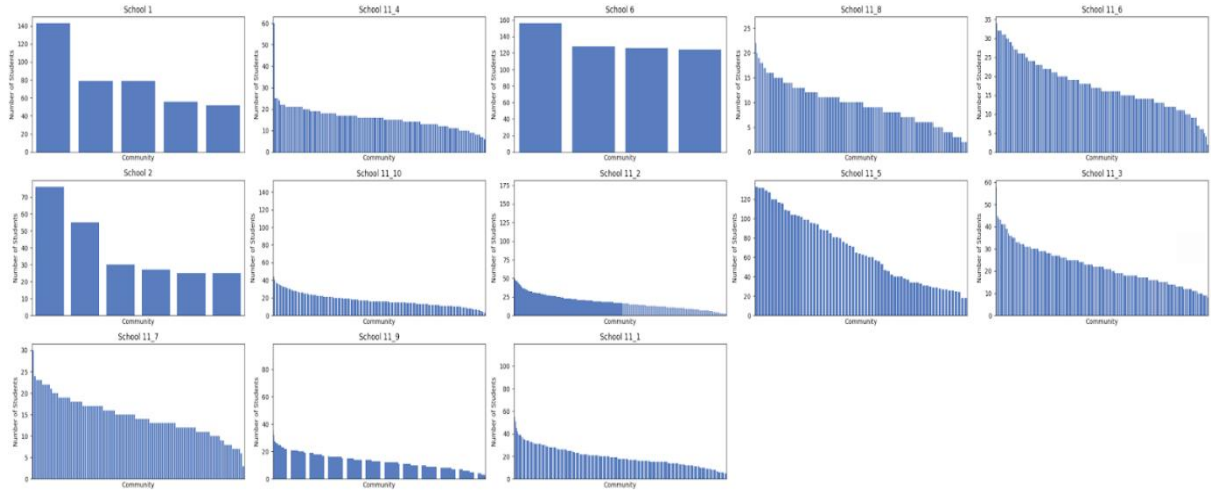 School 1
Number of Students
140
120
100
80
60
40
20
0
Community
School 11_4
Number of Students
60
50
40
30
20
10
0
Community
School 6
Number of Students
160
140
120
100
80
60
40
20
0
Community
School 11_8
Number of Students
25
20
15
10
5
0
Community
School 11_6
Number of Students
35
30
25
20
15
10
5
0
Community
School 2
Number of Students
70
60
50
40
30
20
10
0
Community
School 11_10
Number of Students
140
120
100
80
60
40
20
0
Community
School 11_2
Number of Students
175
150
125
100
75
50
25
0
Community
School 11_5
Number of Students
120
100
80
60
40
20
0
Community
School 11_3
Number of Students
60
50
40
30
20
10
0
Community
School 11_7
Number of Students
30
25
20
15
10
5
0
Community
School 11_9
Number of Students
80
60
40
20
0
Community
School 11_1
Number of Students
100
80
60
40
20
0
Community